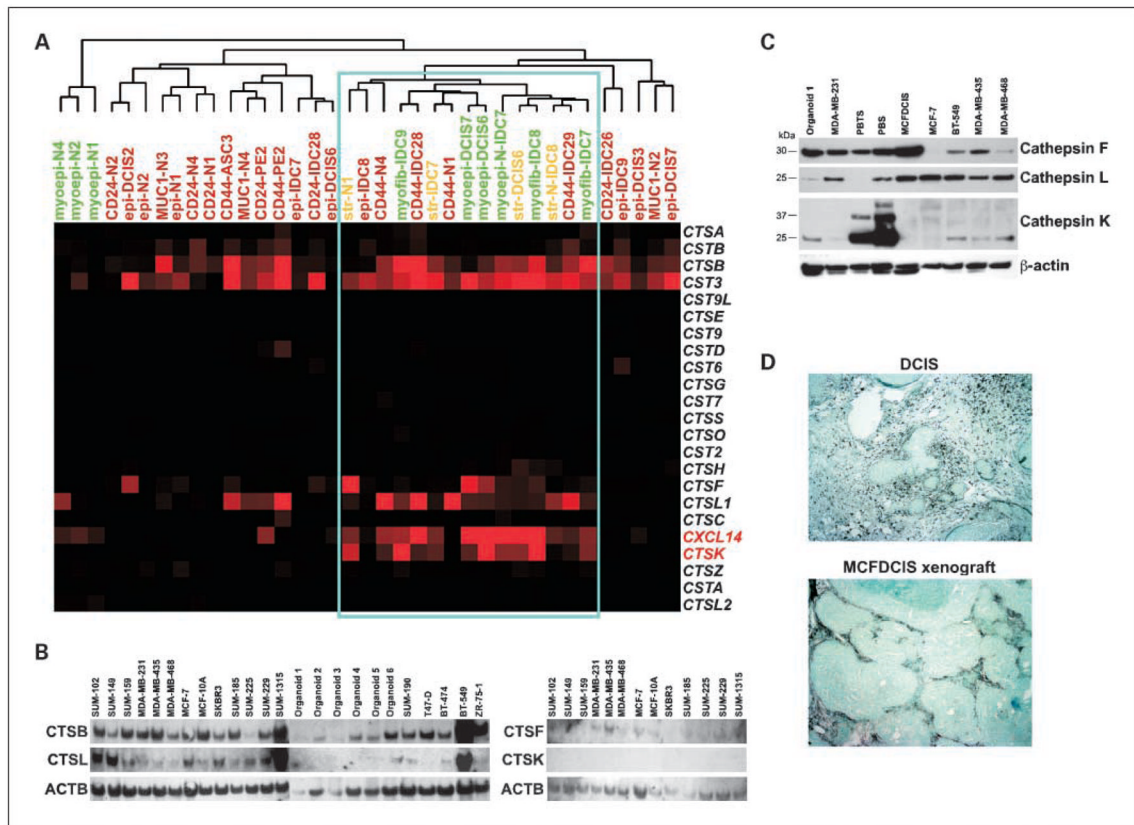 A
myoepi-N4
myoepi-N2
myoepi-N1
CD24-N2
epi-DCIS2
epi-N2
MUC1-N3
epi-N1
CD24-N4
CD24-N1
CD44-ASC3
MUC1-N4
CD24-PE2
CD44-PE2
epi-IDC7
CD24-IDC28
epi-DCIS6
str-N1
epi-IDC8
CD44-N4
myofib-IDC9
CD44-IDC28
str-IDC7
CD44-N1
myoepi-DCIS7
myoepi-DCIS6
myoepi-N-IDC7
str-DCIS6
myofib-IDC8
str-N-IDC8
CD44-IDC29
myofib-IDC7
CD24-IDC26
epi-IDC9
epi-DCIS3
MUC1-N2
epi-DCIS7
CTSA
CSTB
CTSB
CST3
CST9L
CTSE
CST9
CTSD
CST6
CTSG
CST7
CTSS
CTSO
CST2
CTSH
CTSF
CTSL1
CTSC
CXCL14
CTSK
CTSZ
CSTA
CTSL2
B
SUM-102
SUM-149
SUM-159
MDA-MB-231
MDA-MB-435
MDA-MB-468
MCF-7
MCF-10A
SKBR3
SUM-185
SUM-225
SUM-229
SUM-1315
Organoid 1
Organoid 2
Organoid 3
Organoid 4
Organoid 5
Organoid 6
SUM-190
T47-D
BT-474
BT-549
ZR-75-1
CTSB
CTSL
ACTB
SUM-102
SUM-149
SUM-159
MDA-MB-231
MDA-MB-435
MDA-MB-468
MCF-7
MCF-10A
SKBR3
SUM-185
SUM-225
SUM-229
SUM-1315
CTSF
CTSK
ACTB
C
Organoid 1
MDA-MB-231
PBTS
PBS
MCFDCIS
MCF-7
BT-549
MDA-MB-435
MDA-MB-468
kDa
30
Cathepsin F
25
Cathepsin L
37
Cathepsin K
25
β-actin
D
DCIS
MCFDCIS xenograft